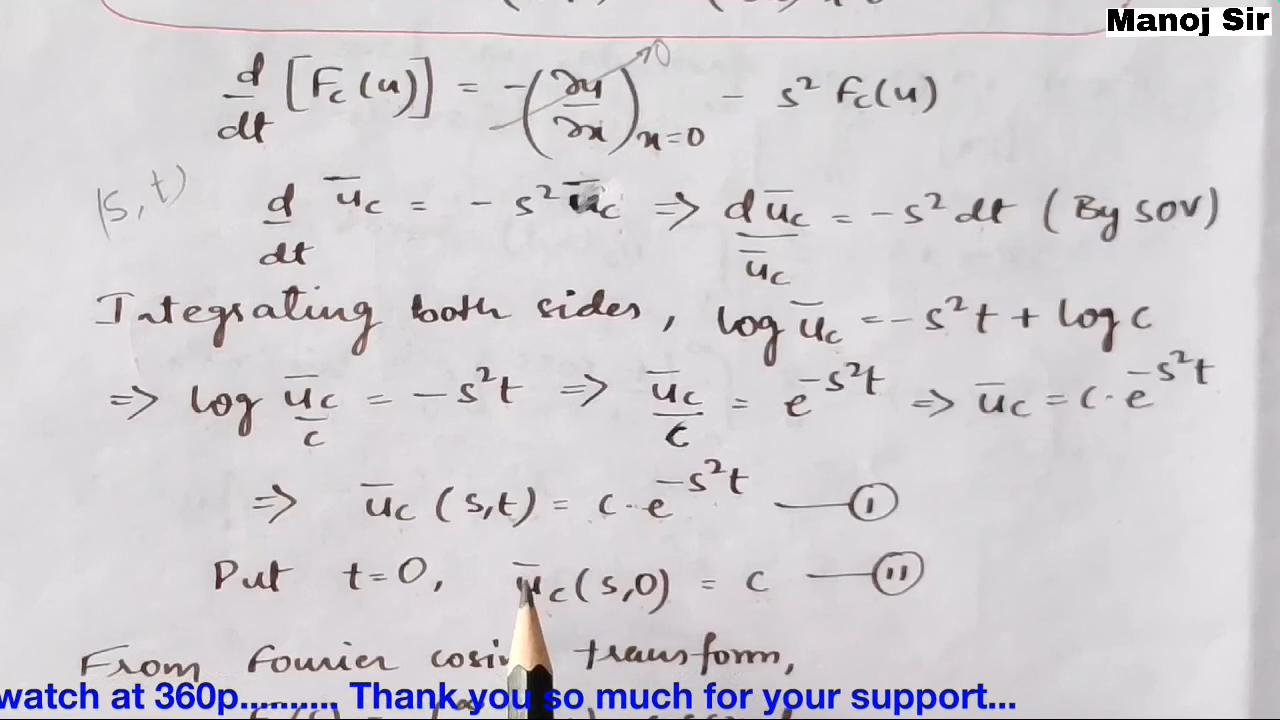 Manoj Sir
d/dt [Fc(u)] = -(∂u/∂x)x=0 → 0 - s² Fc(u)
(s,t) d/dt ūc = - s² ūc ⇒ dūc/ūc = -s² dt (By SOV)
Integrating both sides, log ūc = -s²t + log c
⇒ log ūc/c = -s²t ⇒ ūc/c = e^-s²t ⇒ ūc = c·e^-s²t
⇒ ūc (s,t) = c·e^-s²t —(I)
Put t=0, ūc(s,0) = c —(II)
From Fourier transform,
watch at 360p.......... Thank you so much for your support...